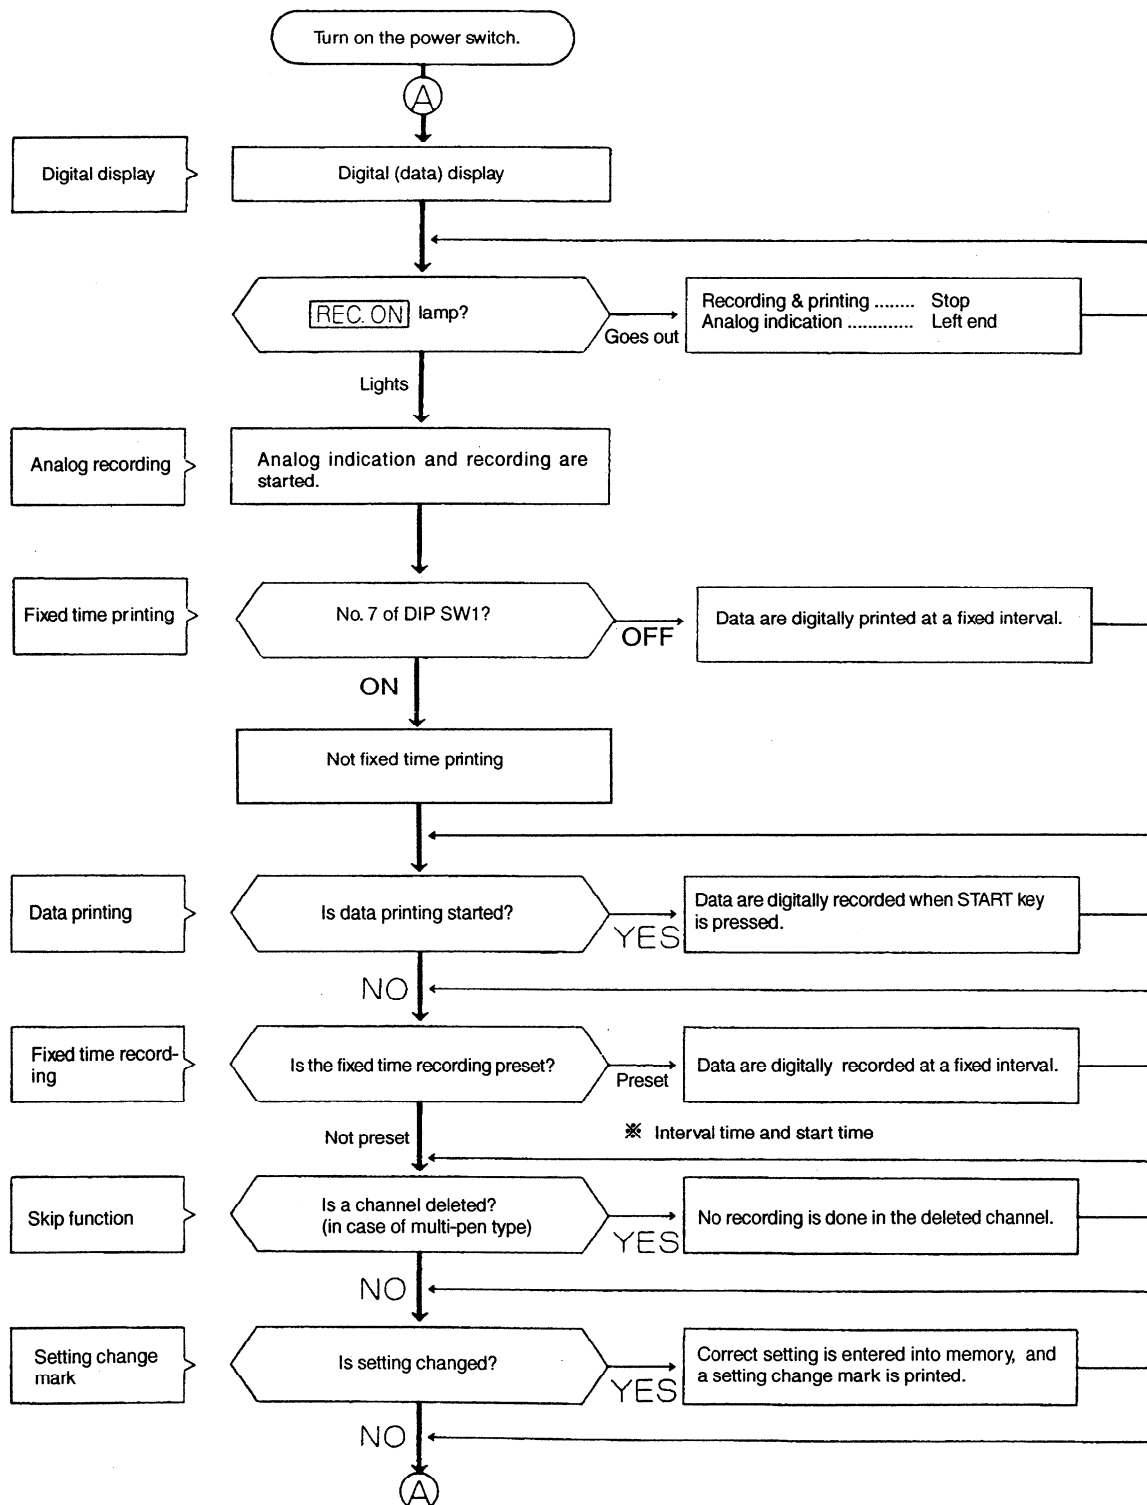 Turn on the power switch.
A
Digital display
Digital (data) display
REC. ON lamp?
Goes out
Recording & printing ........ Stop
Analog indication ............. Left end
Lights
Analog recording
Analog indication and recording are
started.
Fixed time printing
No. 7 of DIP SW1?
OFF
Data are digitally printed at a fixed interval.
ON
Not fixed time printing
Data printing
Is data printing started?
YES
Data are digitally recorded when START key
is pressed.
NO
Fixed time record-
ing
Is the fixed time recording preset?
Preset
Data are digitally recorded at a fixed interval.
Not preset
※ Interval time and start time
Skip function
Is a channel deleted?
(in case of multi-pen type)
YES
No recording is done in the deleted channel.
NO
Setting change
mark
Is setting changed?
YES
Correct setting is entered into memory, and
a setting change mark is printed.
NO
A